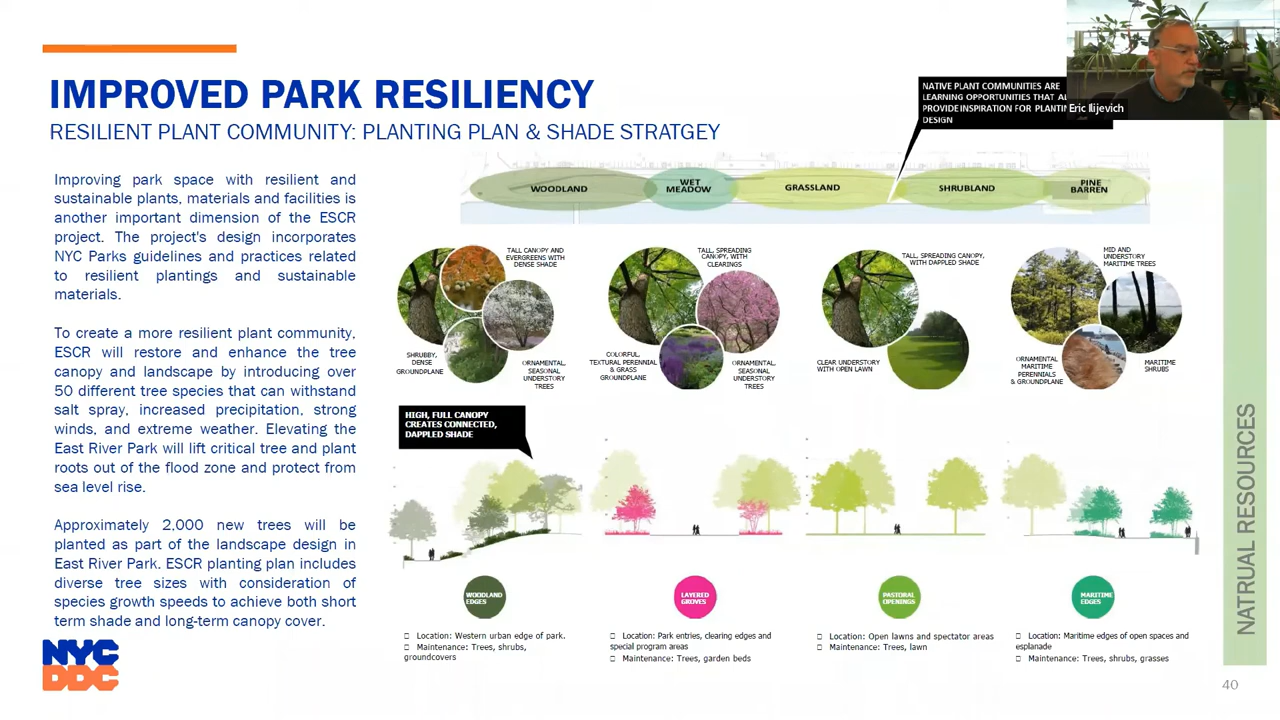 IMPROVED PARK RESILIENCY
RESILIENT PLANT COMMUNITY: PLANTING PLAN & SHADE STRATGEY
Improving park space with resilient and
sustainable plants, materials and facilities is
another important dimension of the ESCR
project. The project's design incorporates
NYC Parks guidelines and practices related
to resilient plantings and sustainable
materials.
To create a more resilient plant community,
ESCR will restore and enhance the tree
canopy and landscape by introducing over
50 different tree species that can withstand
salt spray, increased precipitation, strong
winds, and extreme weather. Elevating the
East River Park will lift critical tree and plant
roots out of the flood zone and protect from
sea level rise.
Approximately 2,000 new trees will be
planted as part of the landscape design in
East River Park. ESCR planting plan includes
diverse tree sizes with consideration of
species growth speeds to achieve both short
term shade and long-term canopy cover.
NYC
DDC
NATIVE PLANT COMMUNITIES ARE
LEARNING OPPORTUNITIES THAT
PROVIDE INSPIRATION FOR
DESIGN
Eric Ilijevich
WOODLAND
WET
MEADOW
GRASSLAND
SHRUBLAND
PINE
BARREN
TALL CANOPY AND
EVERGREENS WITH
DENSE SHADE
SHRUBBY,
DENSE
GROUNDPLANE
ORNAMENTAL,
SEASONAL
UNDERSTORY
TREES
TALL, SPREADING
CANOPY, WITH
CLEARINGS
COLORFUL,
TEXTURAL PERENNIAL
& GRASS
GROUNDPLANE
ORNAMENTAL,
SEASONAL
UNDERSTORY
TREES
TALL, SPREADING CANOPY,
WITH DAPPLED SHADE
CLEAR UNDERSTORY
WITH OPEN LAWN
MID AND
UNDERSTORY
MARITIME TREES
ORNAMENTAL
MARITIME
PERENNIALS
& GROUNDPLANE
MARITIME
SHRUBS
HIGH, FULL CANOPY
CREATES CONNECTED,
DAPPLED SHADE
WOODLAND
EDGES
□ Location: Western urban edge of park.
□ Maintenance: Trees, shrubs,
groundcovers
LAYERED
GROVES
□ Location: Park entries, clearing edges and
special program areas
□ Maintenance: Trees, garden beds
PASTORAL
OPENINGS
□ Location: Open lawns and spectator areas
□ Maintenance: Trees, lawn
MARITIME
EDGES
□ Location: Maritime edges of open spaces and
esplanade
□ Maintenance: Trees, shrubs, grasses
NATRUAL RESOURCES
40